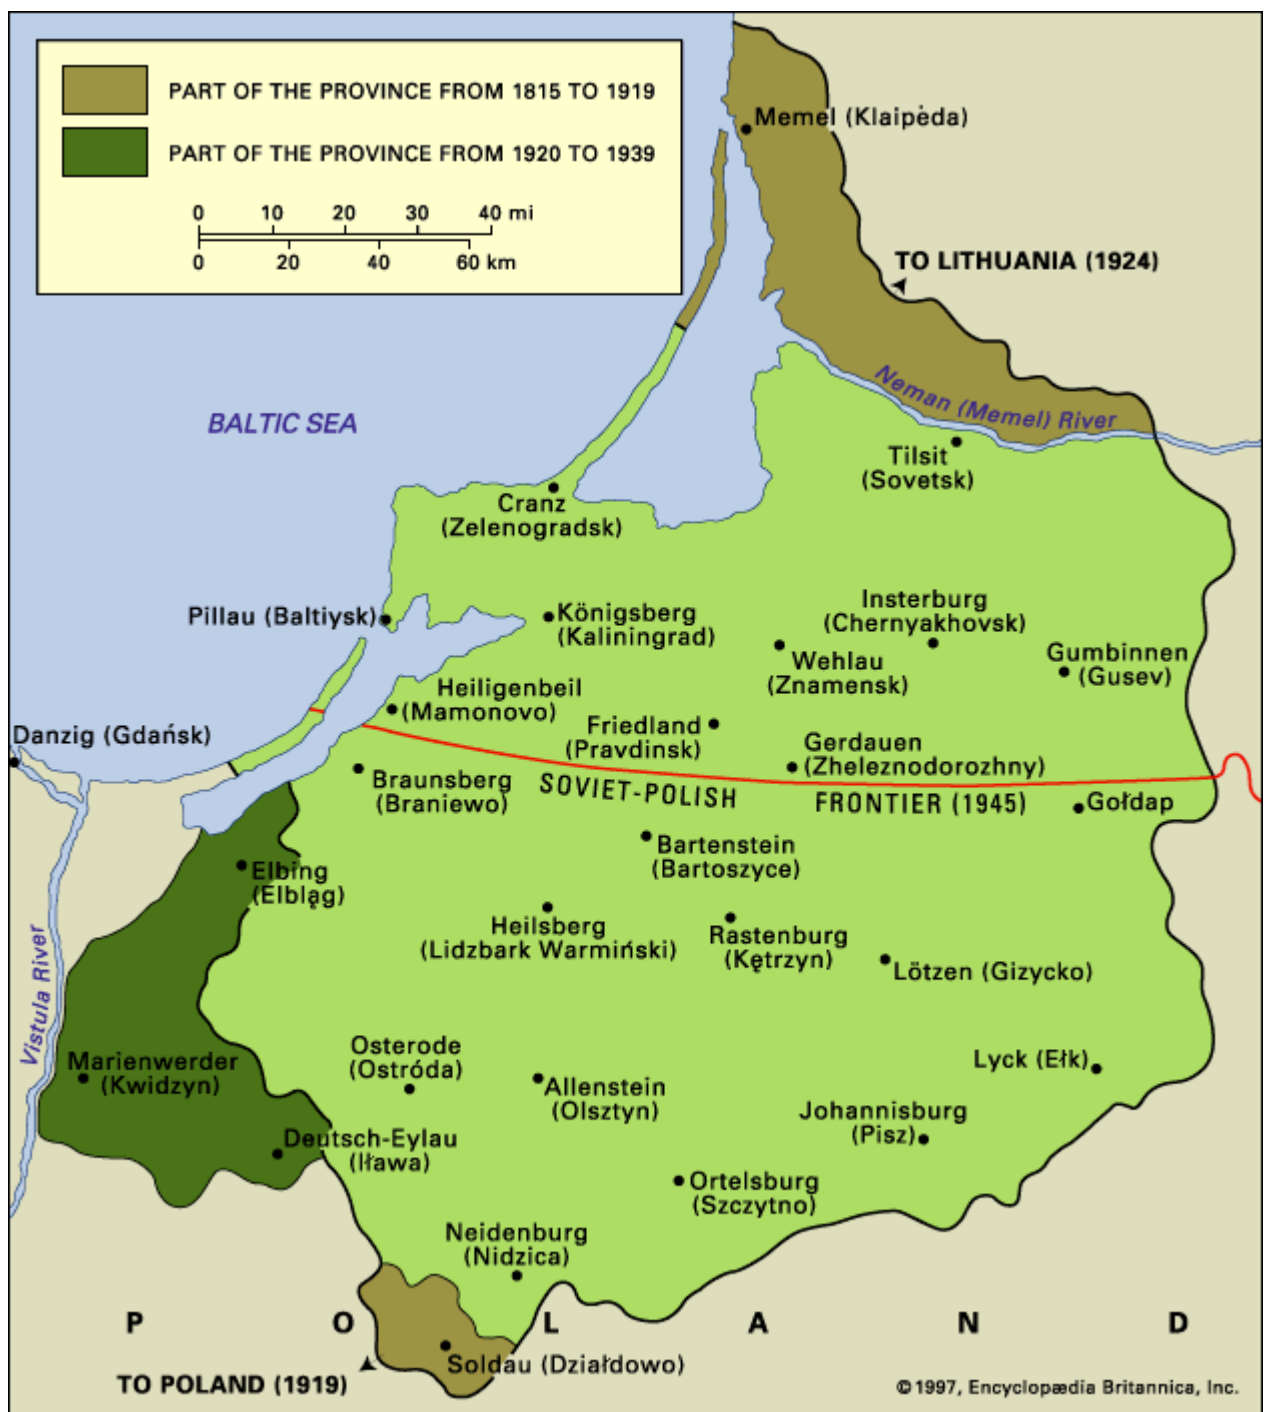 PART OF THE PROVINCE FROM 1815 TO 1919
PART OF THE PROVINCE FROM 1920 TO 1939
0 10 20 30 40 mi
0 20 40 60 km
Memel (Klaipėda)
TO LITHUANIA (1924)
Neman (Memel) River
BALTIC SEA
Tilsit
(Sovetsk)
Cranz
(Zelenogradsk)
Pillau (Baltiysk)
Königsberg
(Kaliningrad)
Insterburg
(Chernyakhovsk)
Wehlau
(Znamensk)
Gumbinnen
(Gusev)
Heiligenbeil
(Mamonovo)
Friedland
(Pravdinsk)
Danzig (Gdańsk)
Gerdauen
(Zheleznodorozhny)
Braunsberg
(Braniewo)
SOVIET-POLISH FRONTIER (1945)
Gołdap
Bartenstein
(Bartoszyce)
Elbing
(Elbląg)
Heilsberg
(Lidzbark Warmiński)
Rastenburg
(Kętrzyn)
Lötzen (Gizycko)
Vistula River
Marienwerder
(Kwidzyn)
Osterode
(Ostróda)
Allenstein
(Olsztyn)
Lyck (Ełk)
Johannisburg
(Pisz)
Deutsch-Eylau
(Iława)
Ortelsburg
(Szczytno)
Neidenburg
(Nidzica)
P O L A N D
Soldau (Działdowo)
TO POLAND (1919)
©1997, Encyclopædia Britannica, Inc.